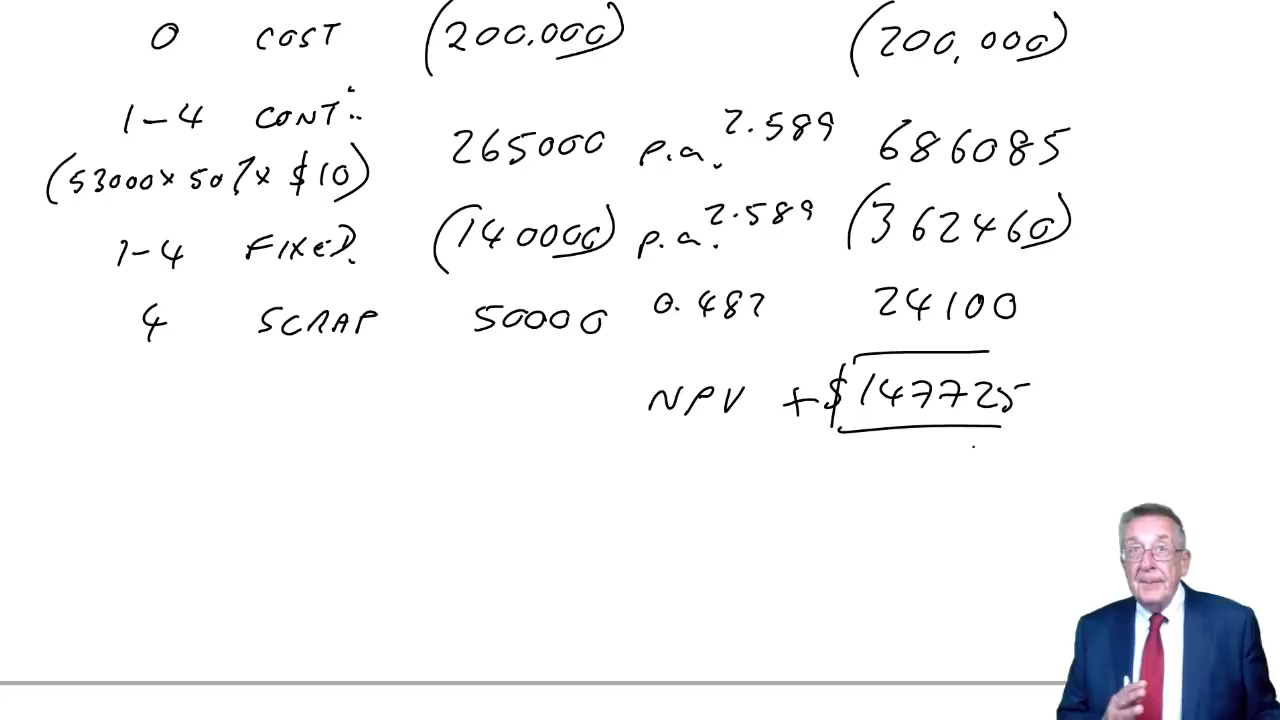 0 COST (200,000) (200,000)
1-4 CONT:. 265000 p.a. 2.589 686085
(53000 x 50% x $10)
1-4 FIXED. (140000) p.a. 2.589 (362460)
4 SCRAP 50000 0.482 24100
NPV +$147725